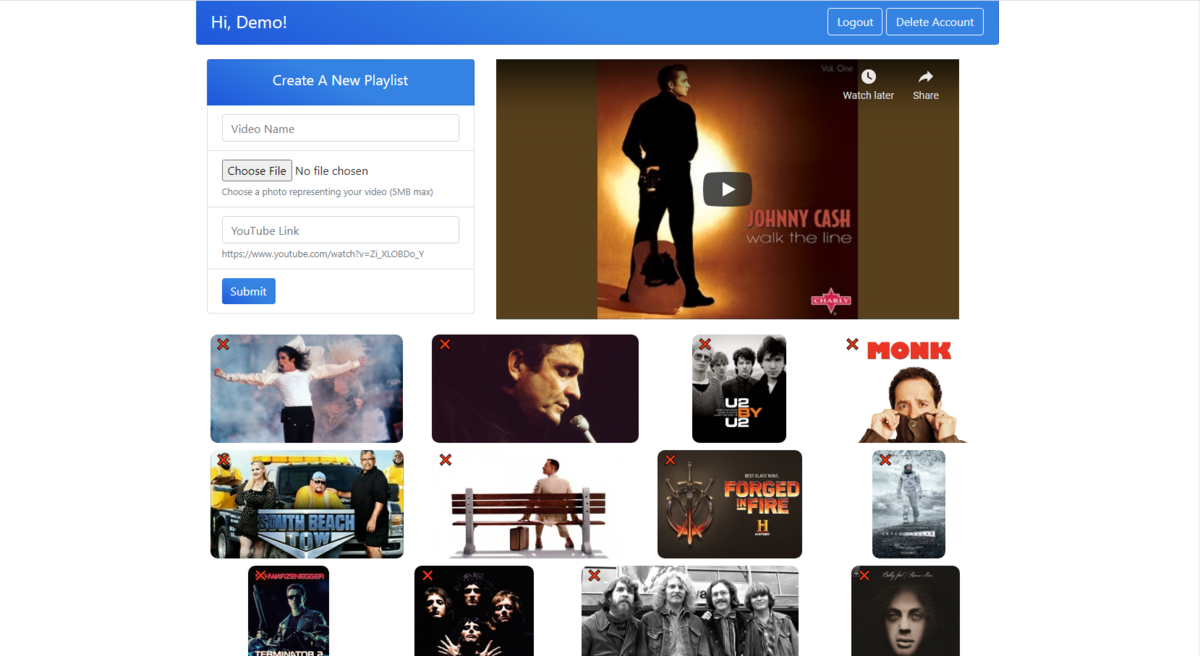 Hi, Demo!
Logout
Delete Account
Create A New Playlist
Video Name
Choose File No file chosen
Choose a photo representing your video (5MB max)
YouTube Link
https://www.youtube.com/watch?v=Zi_XLOBDo_Y
Submit
Vol. One
Watch later
Share
JOHNNY CASH
walk the line
CHARLY
U2
BY
U2
MONK
SOUTH BEACH
TOW
FORGED
IN
FIRE
H
HISTORY
INTERSTELLAR
SCHWARZENEGGER
TERMINATOR 2
Billy Joel / Piano Man